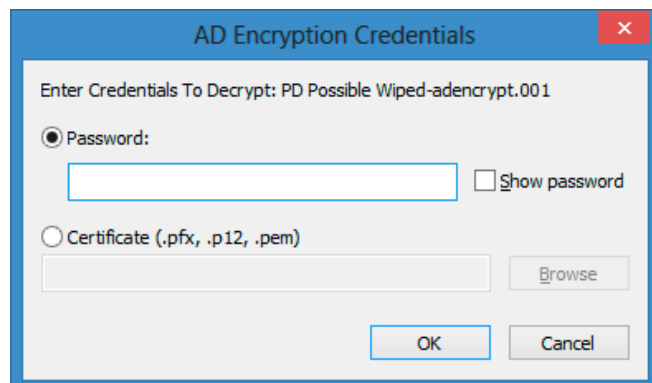 AD Encryption Credentials
Enter Credentials To Decrypt: PD Possible Wiped-adencrypt.001
Password:
Show password
Certificate (.pfx, .p12, .pem)
Browse
OK Cancel